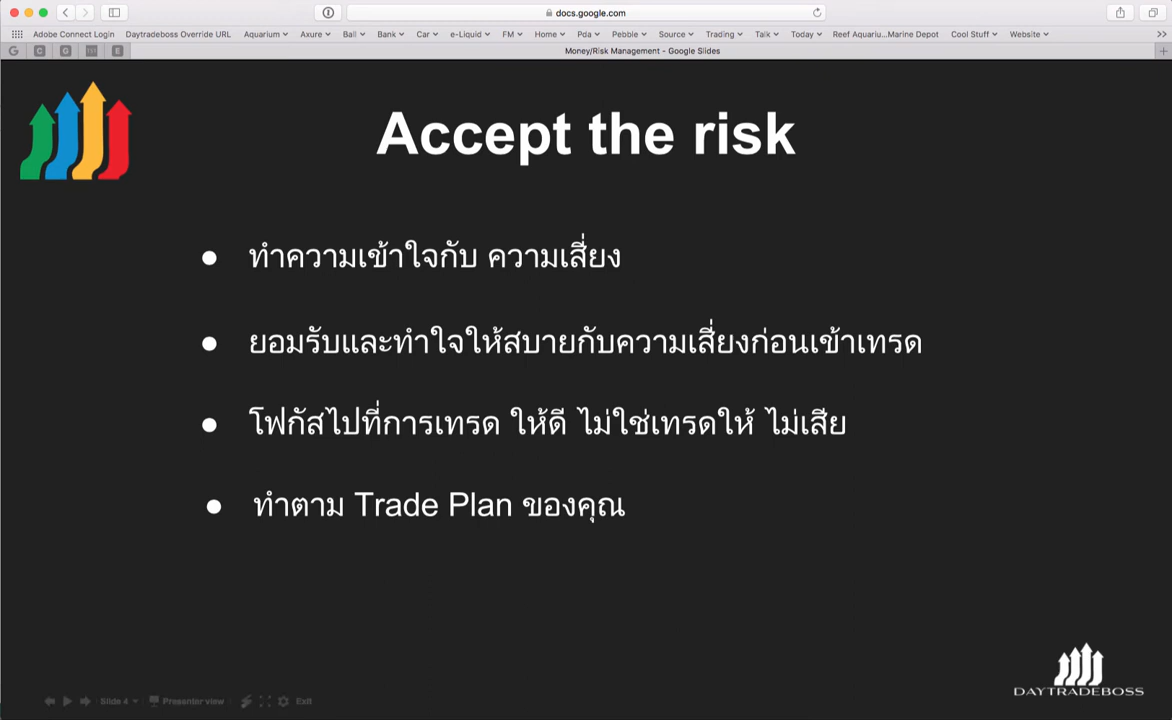 docs.google.com
Adobe Connect Login Daytradeboss Override URL Aquarium Axure Ball Bank Car e-Liquid FM Home Pda Pebble Source Trading Talk Today Reef Aquariu...Marine Depot Cool Stuff Website
G C G E Money/Risk Management - Google Slides
Accept the risk
● ทำความเข้าใจกับ ความเสี่ยง
● ยอมรับและทำใจให้สบายกับความเสี่ยงก่อนเข้าเทรด
● โฟกัสไปที่การเทรด ให้ดี ไม่ใช่เทรดให้ ไม่เสีย
● ทำตาม Trade Plan ของคุณ
DAYTRADEBOSS
Slide 4 Presenter view Exit